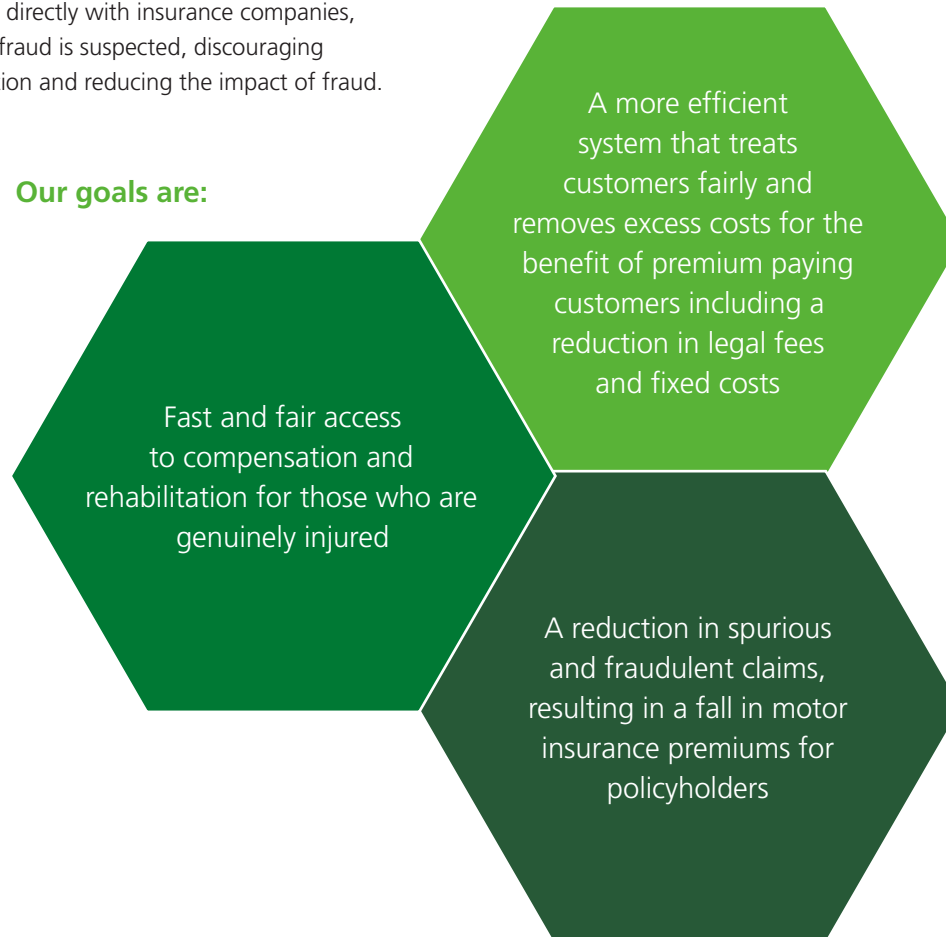 directly with insurance companies,
fraud is suspected, discouraging
and reducing the impact of fraud.
Our goals are:
A more efficient
system that treats
customers fairly and
removes excess costs for the
benefit of premium paying
customers including a
reduction in legal fees
and fixed costs
Fast and fair access
to compensation and
rehabilitation for those who are
genuinely injured
A reduction in spurious
and fraudulent claims,
resulting in a fall in motor
insurance premiums for
policyholders